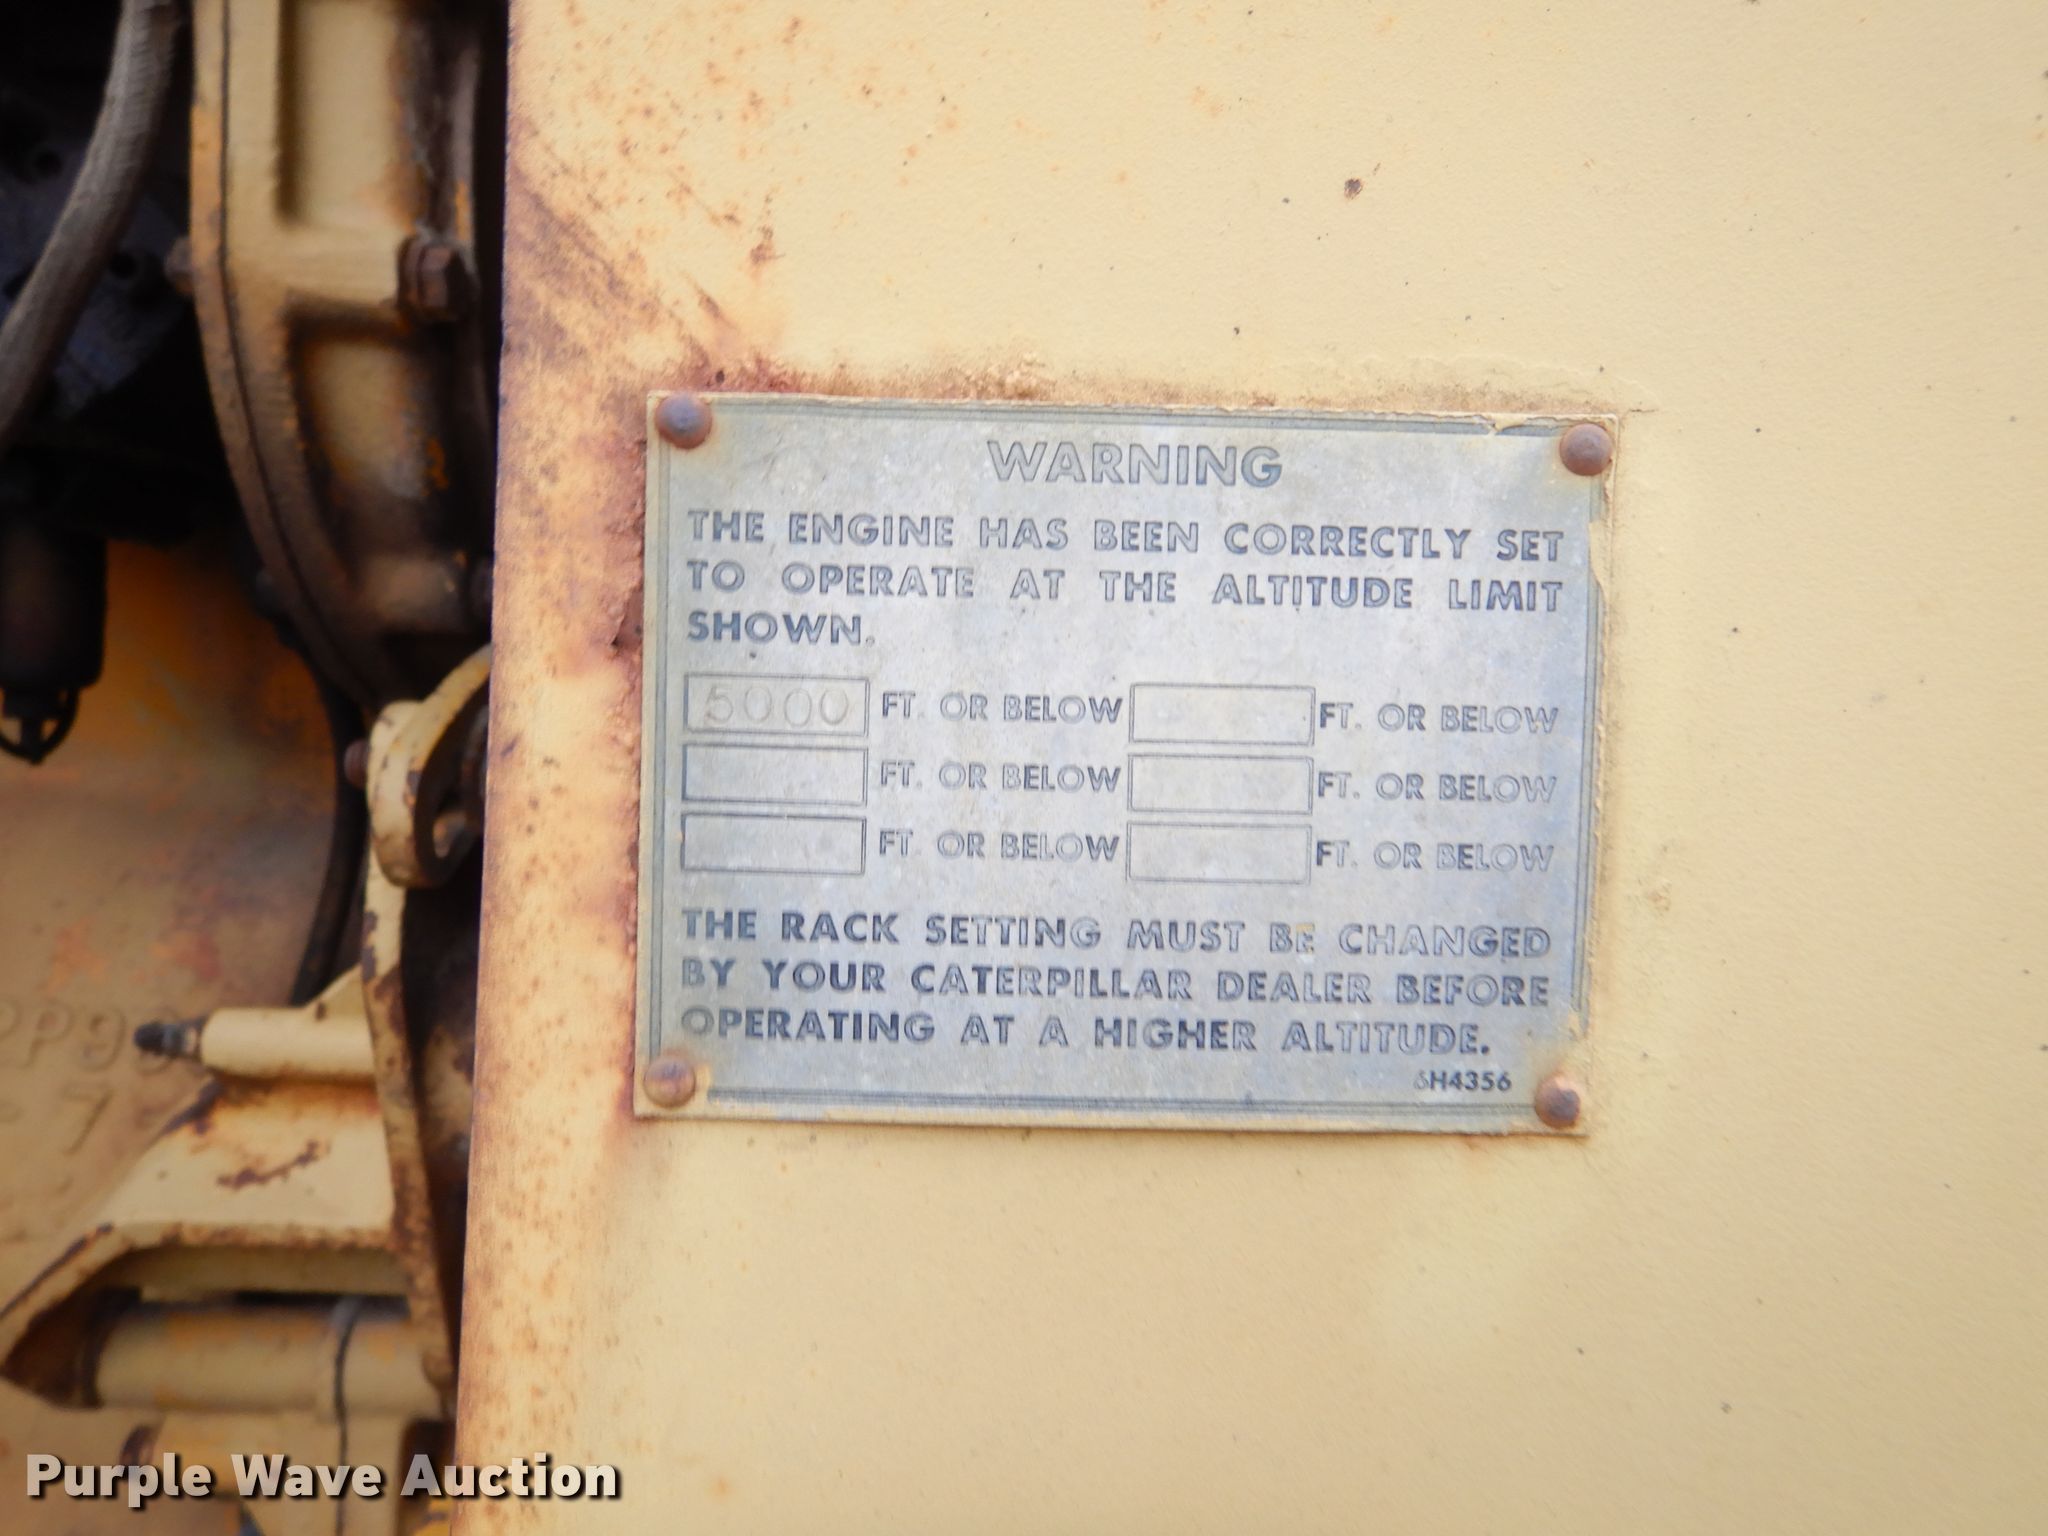 WARNING
THE ENGINE HAS BEEN CORRECTLY SET
TO OPERATE AT THE ALTITUDE LIMIT
SHOWN.
5000 FT. OR BELOW FT. OR BELOW
FT. OR BELOW FT. OR BELOW
FT. OR BELOW FT. OR BELOW
THE RACK SETTING MUST BE CHANGED
BY YOUR CATERPILLAR DEALER BEFORE
OPERATING AT A HIGHER ALTITUDE.
6H4356
Purple Wave Auction